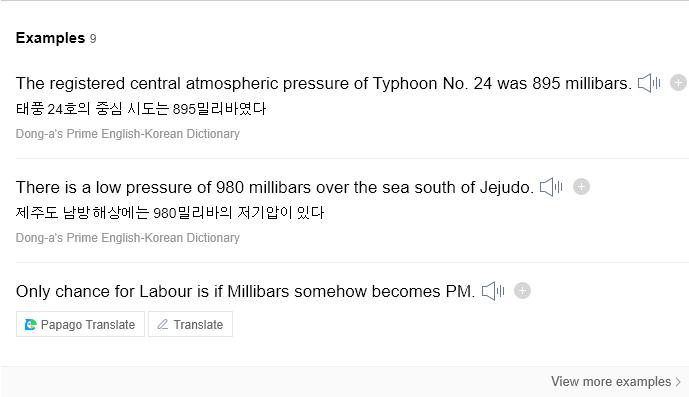 Examples 9
The registered central atmospheric pressure of Typhoon No. 24 was 895 millibars.
태풍 24호의 중심 시도는 895밀리바였다
Dong-a's Prime English-Korean Dictionary
There is a low pressure of 980 millibars over the sea south of Jejudo.
제주도 남방 해상에는 980밀리바의 저기압이 있다
Dong-a's Prime English-Korean Dictionary
Only chance for Labour is if Millibars somehow becomes PM.
Papago Translate Translate
View more examples